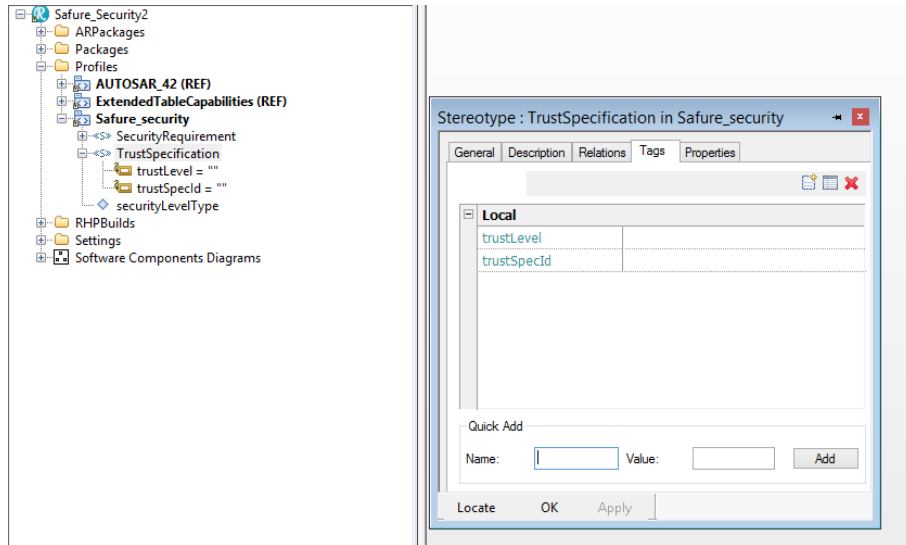 Safure_Security2
ARPackages
Packages
Profiles
AUTOSAR_42 (REF)
ExtendedTableCapabilities (REF)
Safure_security
«S» SecurityRequirement
«S» TrustSpecification
trustLevel = ""
trustSpecId = ""
securityLevelType
RHPBuilds
Settings
Software Components Diagrams
Stereotype : TrustSpecification in Safure_security
General Description Relations Tags Properties
Local
trustLevel
trustSpecId
Quick Add
Name: Value: Add
Locate OK Apply